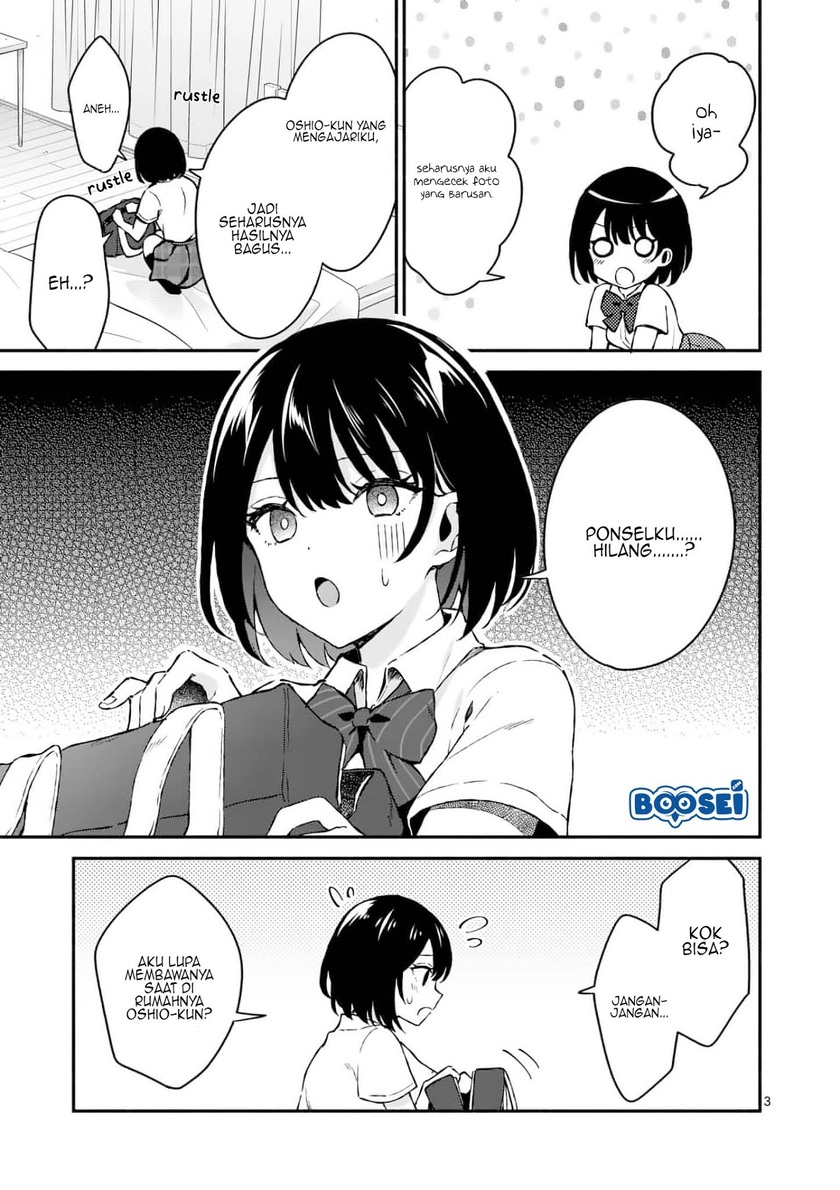 Oh
iya-
seharusnya aku
mengecek foto
yang barusan.
OSHIO-KUN YANG
MENGAJARIKU,
JADI
SEHARUSNYA
HASILNYA
BAGUS...
rustle
ANEH...
rustle
EH...?
PONSELKU......
HILANG.......?
BOOSEI
KOK
BISA?
JANGAN-
JANGAN...
AKU LUPA
MEMBAWANYA
SAAT DI
RUMAHNYA
OSHIO-KUN?
3